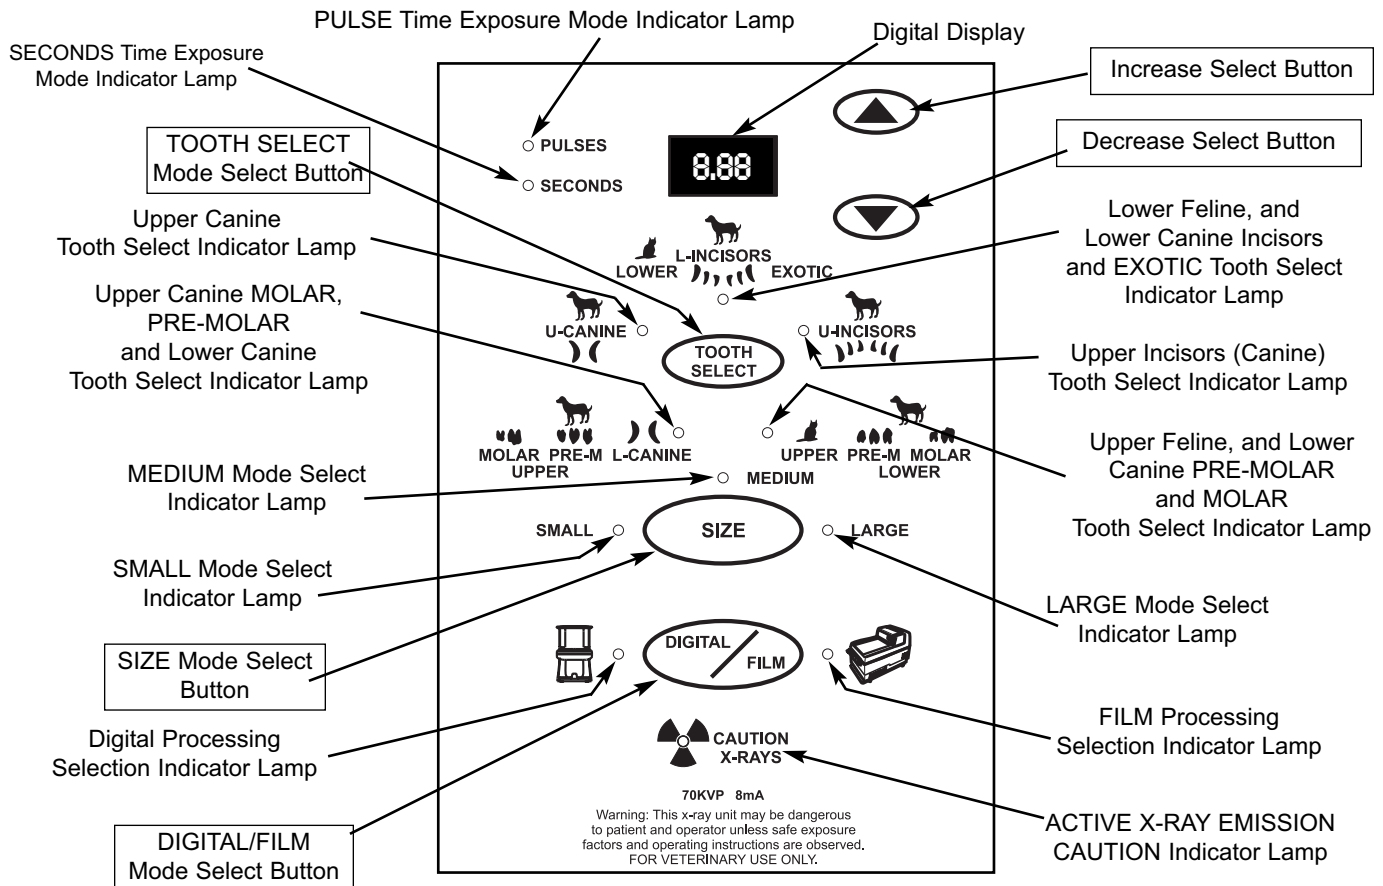 PULSE Time Exposure Mode Indicator Lamp
SECONDS Time Exposure
Mode Indicator Lamp
Digital Display
Increase Select Button
Decrease Select Button
TOOTH SELECT
Mode Select Button
Upper Canine
Tooth Select Indicator Lamp
Upper Canine MOLAR,
PRE-MOLAR
and Lower Canine
Tooth Select Indicator Lamp
MEDIUM Mode Select
Indicator Lamp
SMALL Mode Select
Indicator Lamp
SIZE Mode Select
Button
Digital Processing
Selection Indicator Lamp
DIGITAL/FILM
Mode Select Button
PULSES
SECONDS
8.88
L-INCISORS
LOWER
EXOTIC
U-CANINE
U-INCISORS
TOOTH
SELECT
MOLAR PRE-M L-CANINE
UPPER
UPPER PRE-M MOLAR
LOWER
MEDIUM
SMALL
SIZE
LARGE
DIGITAL
FILM
CAUTION
X-RAYS
70KVP 8mA
Warning: This x-ray unit may be dangerous
to patient and operator unless safe exposure
factors and operating instructions are observed.
FOR VETERINARY USE ONLY.
Lower Feline, and
Lower Canine Incisors
and EXOTIC Tooth Select
Indicator Lamp
Upper Incisors (Canine)
Tooth Select Indicator Lamp
Upper Feline, and Lower
Canine PRE-MOLAR
and MOLAR
Tooth Select Indicator Lamp
LARGE Mode Select
Indicator Lamp
FILM Processing
Selection Indicator Lamp
ACTIVE X-RAY EMISSION
CAUTION Indicator Lamp